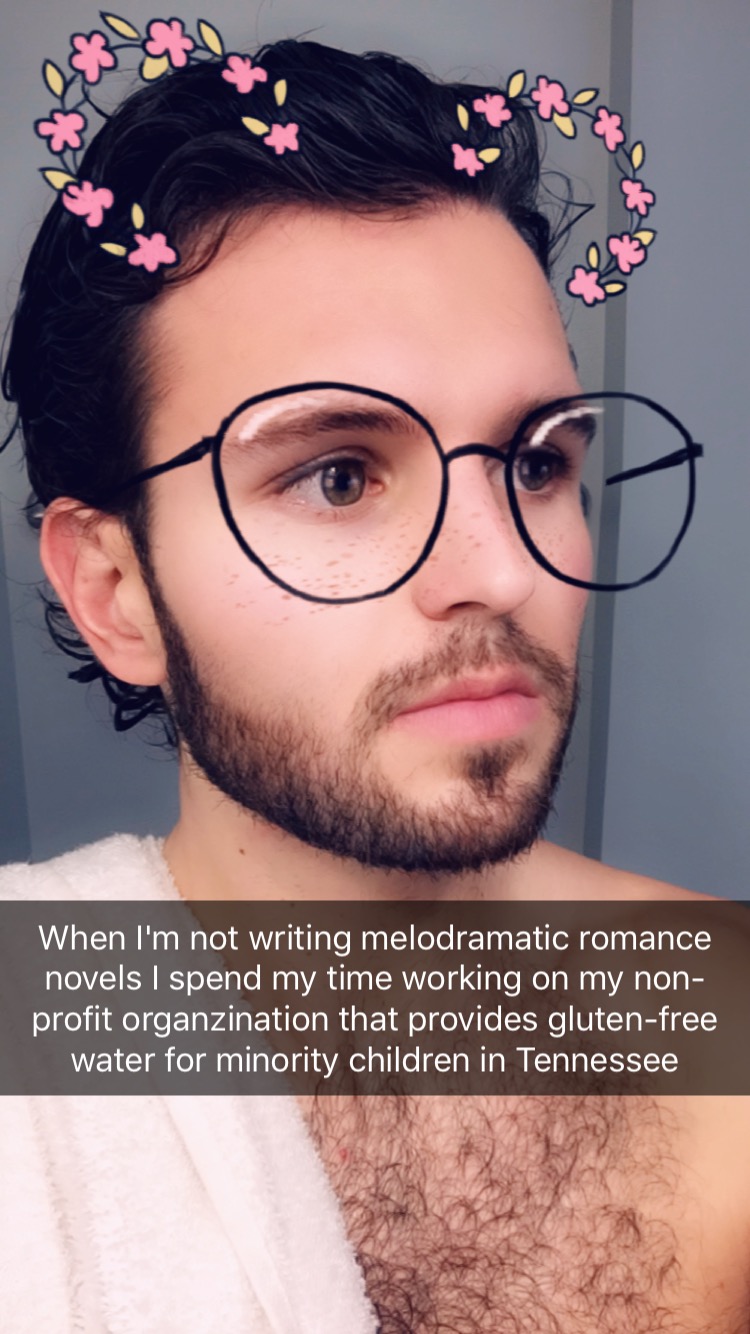 When I'm not writing melodramatic romance
novels I spend my time working on my non-
profit organzination that provides gluten-free
water for minority children in Tennessee